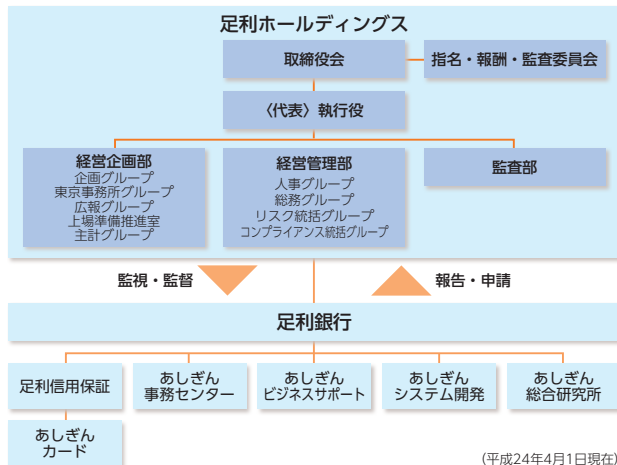 足利ホールディングス
取締役会
指名・報酬・監査委員会
〈代表〉執行役
経営企画部
企画グループ
東京事務所グループ
広報グループ
上場準備推進室
主計グループ
経営管理部
人事グループ
総務グループ
リスク統括グループ
コンプライアンス統括グループ
監査部
監視・監督
報告・申請
足利銀行
足利信用保証
あしぎん
事務センター
あしぎん
ビジネスサポート
あしぎん
システム開発
あしぎん
総合研究所
あしぎん
カード
(平成24年4月1日現在)